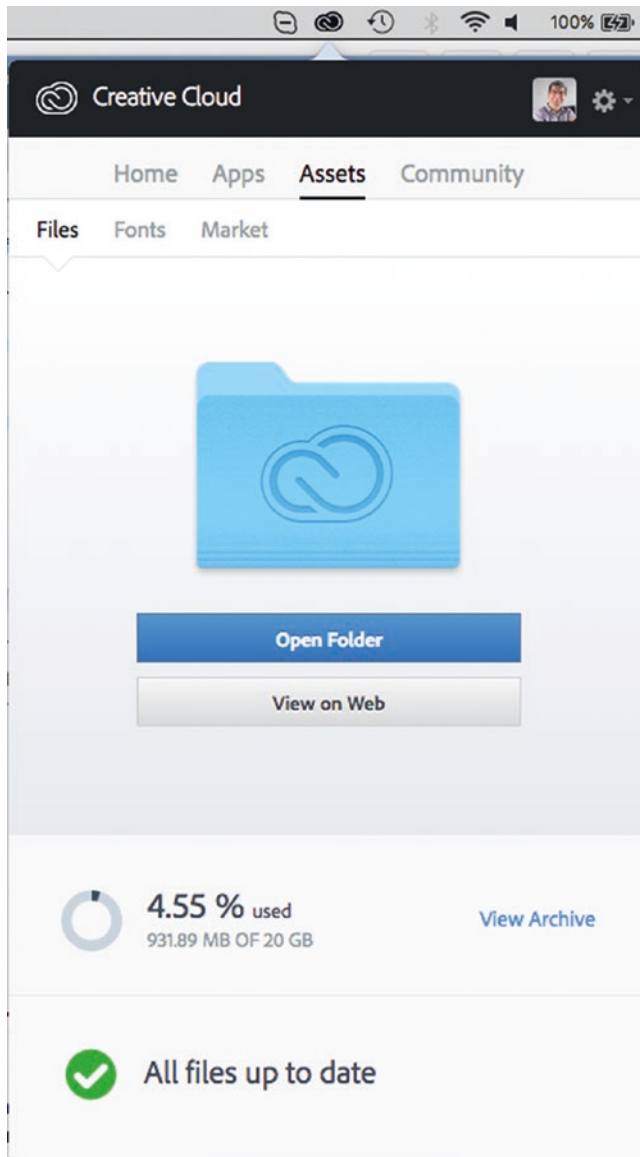 100%
Creative Cloud
Home Apps Assets Community
Files Fonts Market
Open Folder
View on Web
4.55 % used
931.89 MB OF 20 GB
View Archive
All files up to date